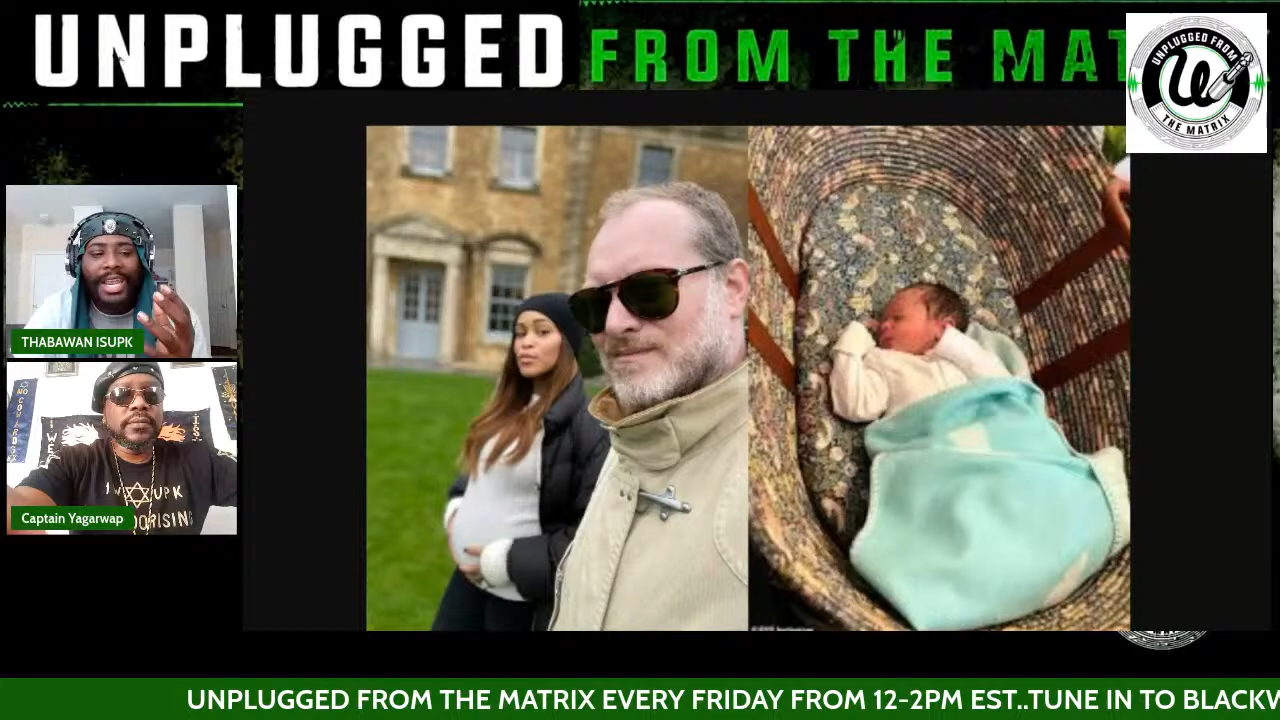 UNPLUGGED FROM THE MAT
UNPLUGGED FROM
THE MATRIX
THABAWAN ISUPK
Captain Yagarwap
UNPLUGGED FROM THE MATRIX EVERY FRIDAY FROM 12-2PM EST..TUNE IN TO BLACKW